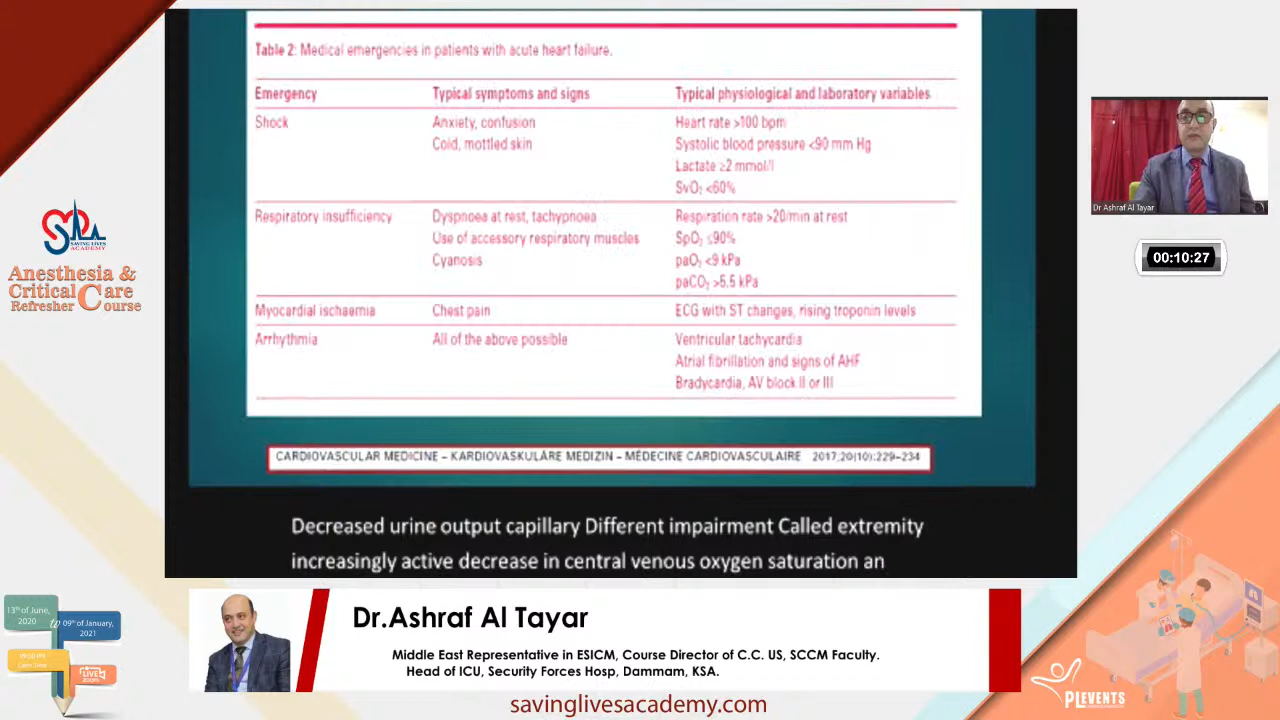 Table 2: Medical emergencies in patients with acute heart failure.
Emergency Typical symptoms and signs Typical physiological and laboratory variables
Shock Anxiety, confusion Heart rate >100 bpm
Cold, mottled skin Systolic blood pressure <90 mm Hg
Lactate ≥2 mmol/l
SvO₂ <60%
Respiratory insufficiency Dyspnoea at rest, tachypnoea Respiration rate >20/min at rest
Use of accessory respiratory muscles SpO₂ ≤90%
Cyanosis paO₂ <9 kPa
paCO₂ >5.5 kPa
Myocardial ischaemia Chest pain ECG with ST changes, rising troponin levels
Arrhythmia All of the above possible Ventricular tachycardia
Atrial fibrillation and signs of AHF
Bradycardia, AV block II or III
CARDIOVASCULAR MEDICINE – KARDIOVASKULÄRE MEDIZIN – MÉDECINE CARDIOVASCULAIRE 2017;20(10):229–234
Decreased urine output capillary Different impairment Called extremity
increasingly active decrease in central venous oxygen saturation an
Dr Ashraf Al Tayar
00:10:27
SAVING LIVES
ACADEMY
Anesthesia &
Critical Care
Refresher Course
13th of June,
2020
to
09th of January,
2021
LIVE
ZOOM
Dr.Ashraf Al Tayar
Middle East Representative in ESICM, Course Director of C.C. US, SCCM Faculty.
Head of ICU, Security Forces Hosp, Dammam, KSA.
savinglivesacademy.com
PLEVENTS